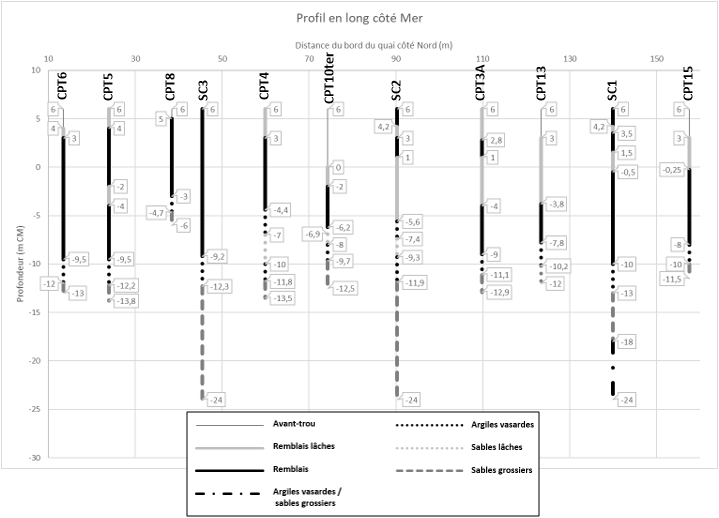 Profil en long côté Mer
Distance du bord du quai côté Nord (m)
10 30 50 70 90 110 130 150
CPT6 CPT5 CPT8 SC3 CPT4 CPT10ter SC2 CPT3A CPT13 SC1 CPT15
Profondeur (m CM)
10
5
0
-5
-10
-15
-20
-25
-30
6 4 3 -9,5 -12 -13
6 4 -2 -4 -9,5 -12,2 -13,8
6 5 -3 -4,7 -6
6 -9,2 -12,3 -24
6 3 -4,4 -7 -10 -11,8 -13,5
6 0 -2 -6,2 -6,9 -8 -9,7 -12,5
6 4,2 3 1 -5,6 -7,4 -9,3 -11,9 -24
6 2,8 1 -4 -9 -11,1 -12,9
6 3 -3,8 -7,8 -10,2 -12
6 4,2 3,5 1,5 -0,5 -10 -13 -18 -24
6 3 -0,25 -8 -10 -11,5
Avant-trou
Remblais lâches
Remblais
Argiles vasardes /
sables grossiers
Argiles vasardes
Sables lâches
Sables grossiers